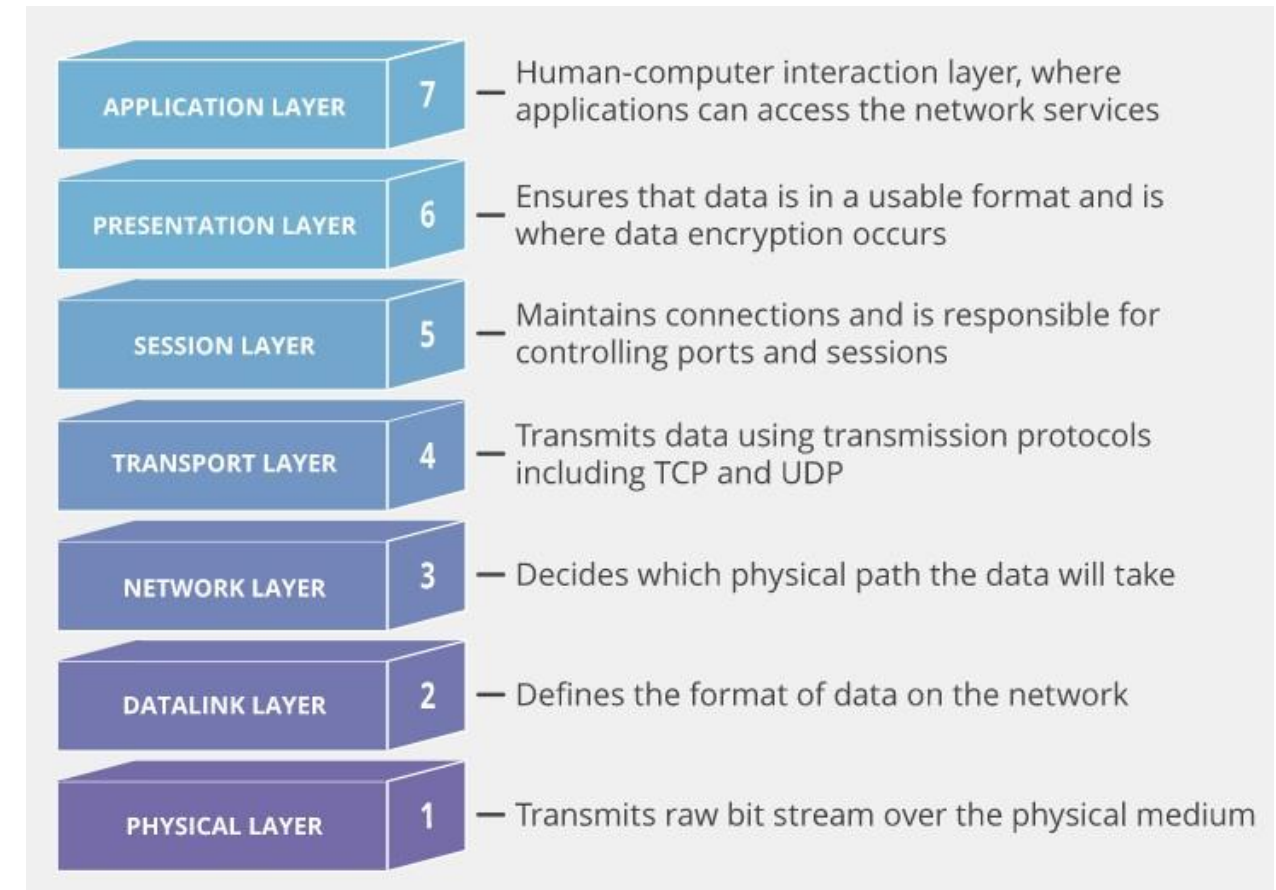 APPLICATION LAYER
7
Human-computer interaction layer, where
applications can access the network services
PRESENTATION LAYER
6
Ensures that data is in a usable format and is
where data encryption occurs
SESSION LAYER
5
Maintains connections and is responsible for
controlling ports and sessions
TRANSPORT LAYER
4
Transmits data using transmission protocols
including TCP and UDP
NETWORK LAYER
3
Decides which physical path the data will take
DATALINK LAYER
2
Defines the format of data on the network
PHYSICAL LAYER
1
Transmits raw bit stream over the physical medium